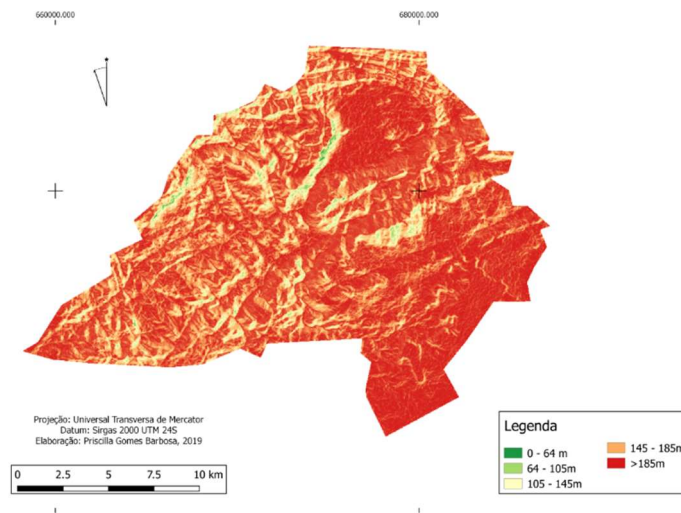 660000.000 680000.000
Projeção: Universal Transversa de Mercator
Datum: Sirgas 2000 UTM 24S
Elaboração: Priscilla Gomes Barbosa, 2019
0 2.5 5 7.5 10 km
Legenda
0 - 64 m
64 - 105m
105 - 145m
145 - 185m
>185m